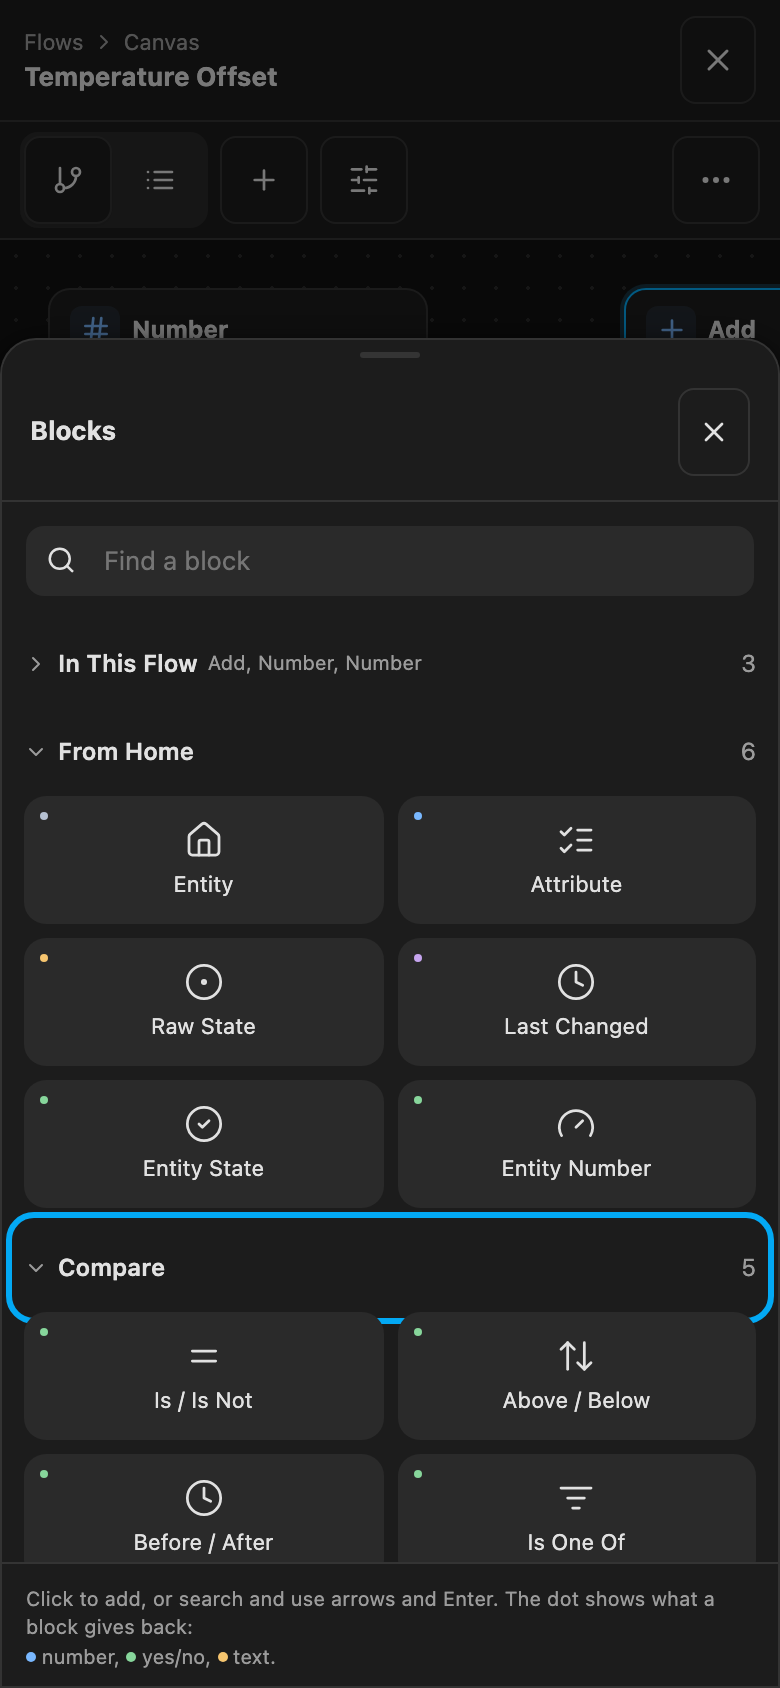 Flows > Canvas
Temperature Offset
Number
Add
Blocks
Find a block
In This Flow Add, Number, Number 3
From Home 6
Entity
Attribute
Raw State
Last Changed
Entity State
Entity Number
Compare 5
Is / Is Not
Above / Below
Before / After
Is One Of
Click to add, or search and use arrows and Enter. The dot shows what a
block gives back:
number, yes/no, text.